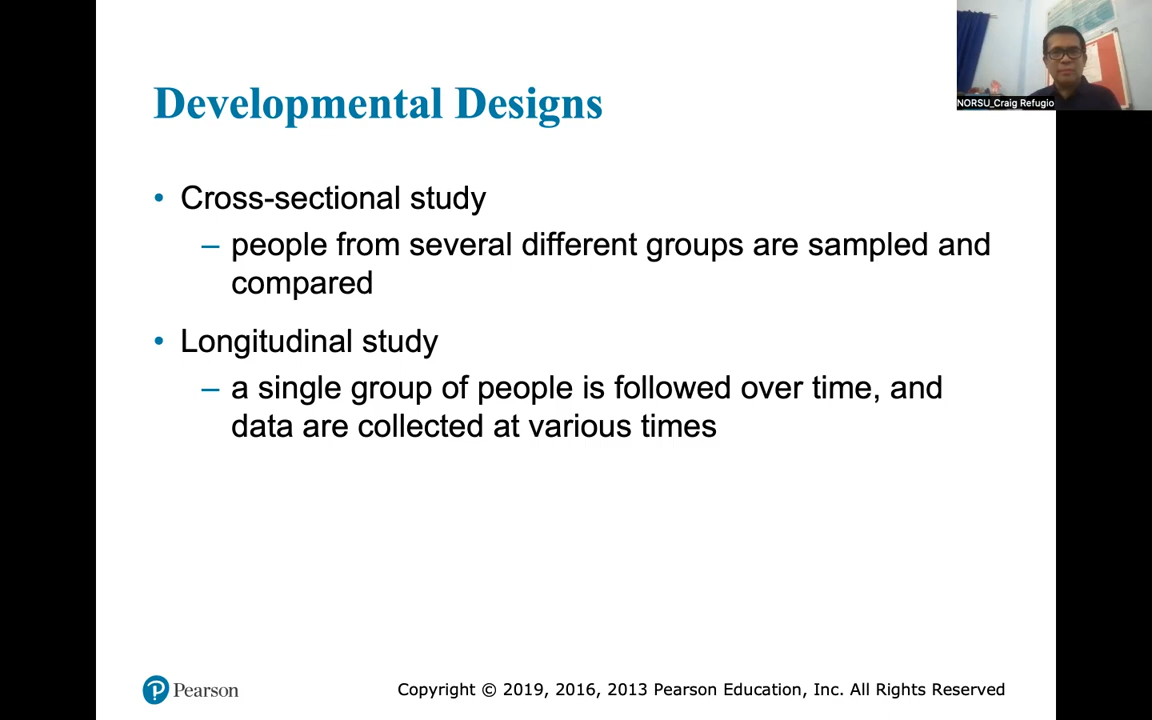 NORSU_Craig Refugio
Developmental Designs
• Cross-sectional study
– people from several different groups are sampled and
compared
• Longitudinal study
– a single group of people is followed over time, and
data are collected at various times
P Pearson
Copyright © 2019, 2016, 2013 Pearson Education, Inc. All Rights Reserved